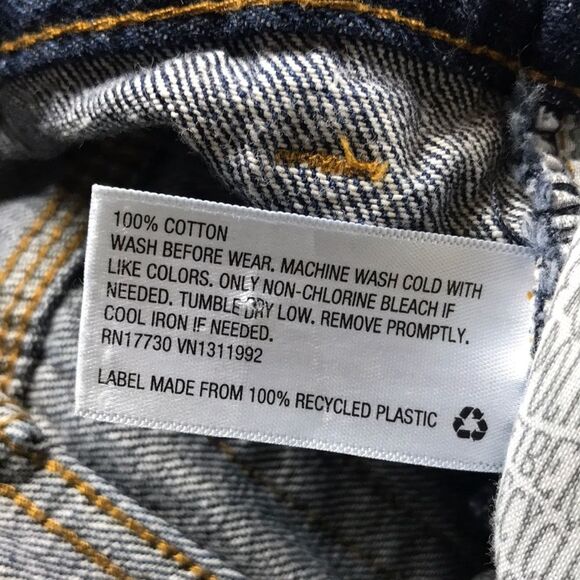 100% COTTON
WASH BEFORE WEAR. MACHINE WASH COLD WITH
LIKE COLORS. ONLY NON-CHLORINE BLEACH IF
NEEDED. TUMBLE DRY LOW. REMOVE PROMPTLY.
COOL IRON IF NEEDED.
RN17730 VN1311992
LABEL MADE FROM 100% RECYCLED PLASTIC